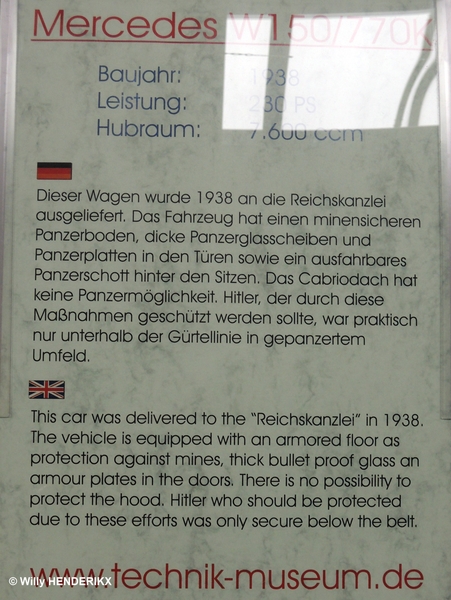 Mercedes W150/770K
Baujahr: 1938
Leistung: 230 PS
Hubraum: 7.600 ccm
Dieser Wagen wurde 1938 an die Reichskanzlei
ausgeliefert. Das Fahrzeug hat einen minensicheren
Panzerboden, dicke Panzerglasscheiben und
Panzerplatten in den Türen sowie ein ausfahrbares
Panzerschott hinter den Sitzen. Das Cabriodach hat
keine Panzermöglichkeit. Hitler, der durch diese
Maßnahmen geschützt werden sollte, war praktisch
nur unterhalb der Gürtellinie in gepanzertem
Umfeld.
This car was delivered to the "Reichskanzlei" in 1938.
The vehicle is equipped with an armored floor as
protection against mines, thick bullet proof glass an
armour plates in the doors. There is no possibility to
protect the hood. Hitler who should be protected
due to these efforts was only secure below the belt.
www.technik-museum.de
© Willy HENDERIKX